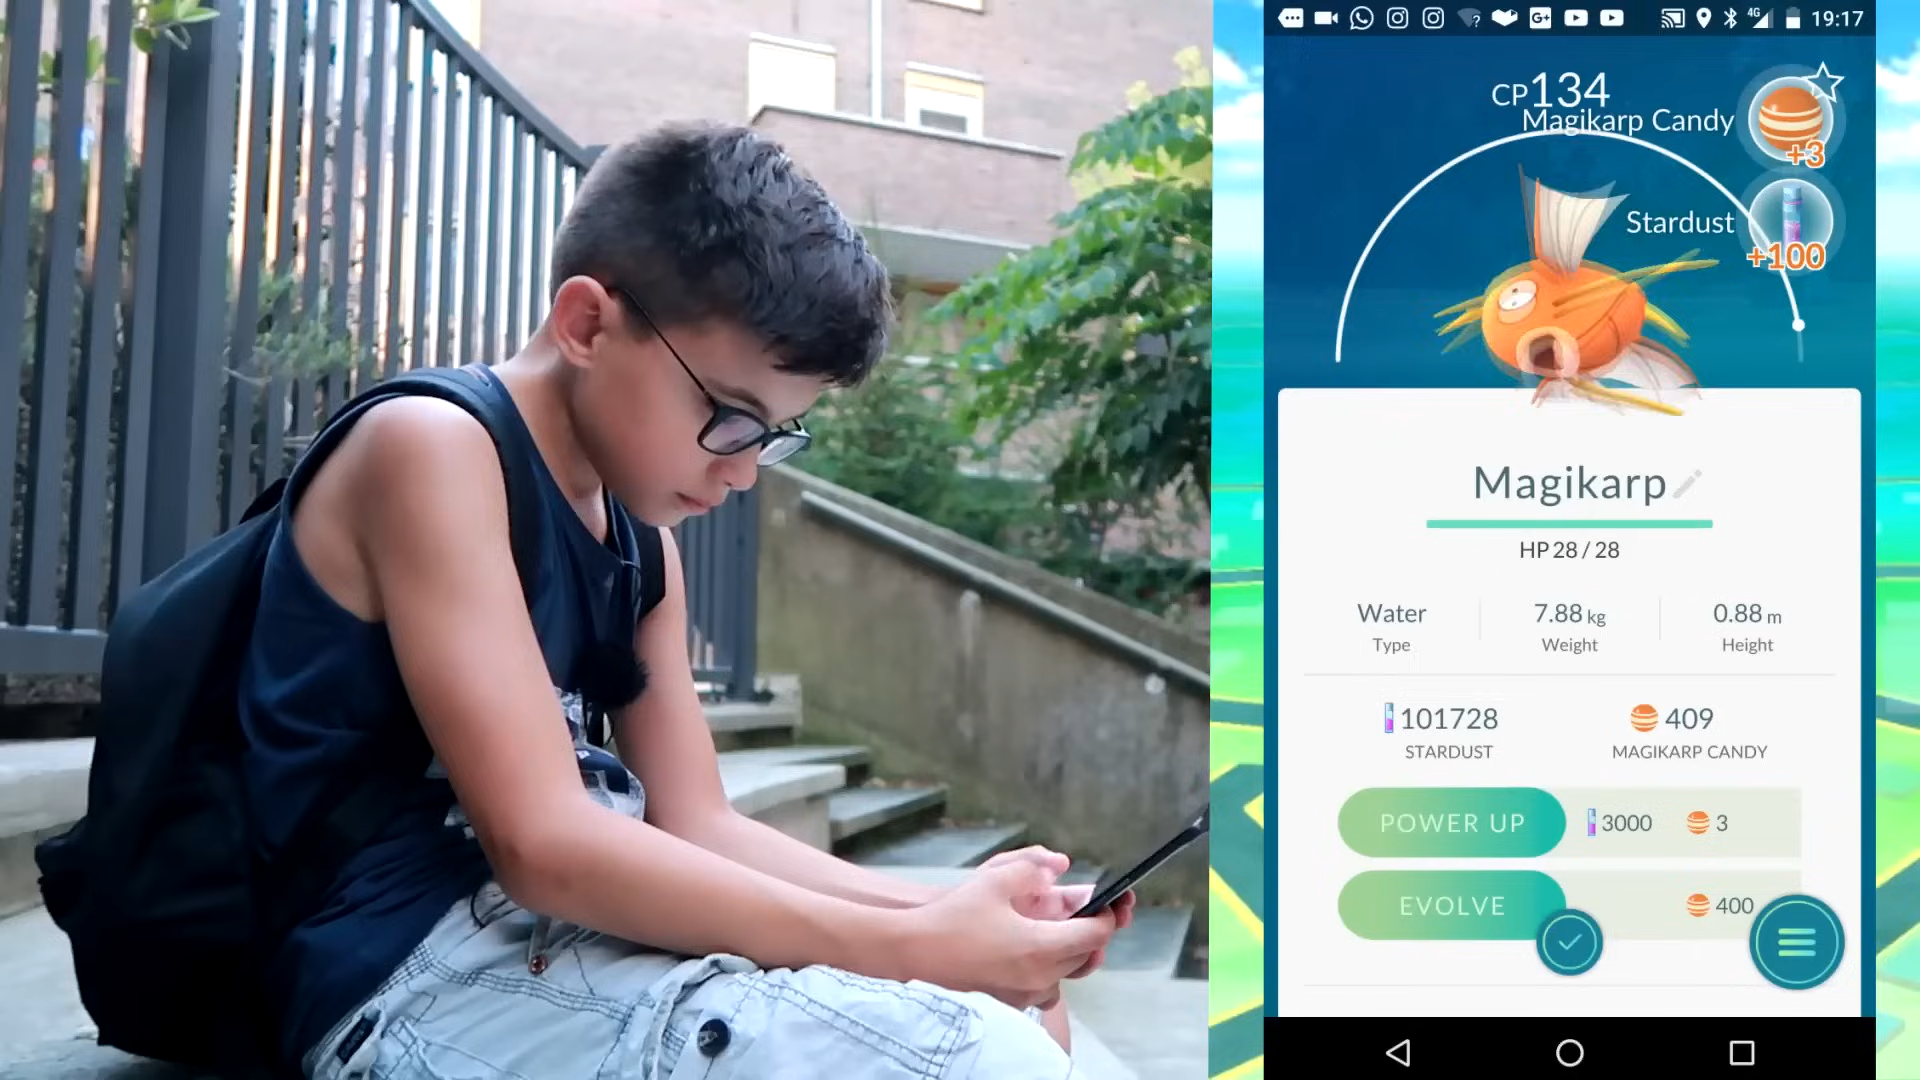 4G 19:17
CP134
Magikarp Candy
+3
Stardust
+100
Magikarp
HP 28 / 28
Water 7.88 kg 0.88 m
Type Weight Height
101728 409
STARDUST MAGIKARP CANDY
POWER UP 3000 3
EVOLVE 400